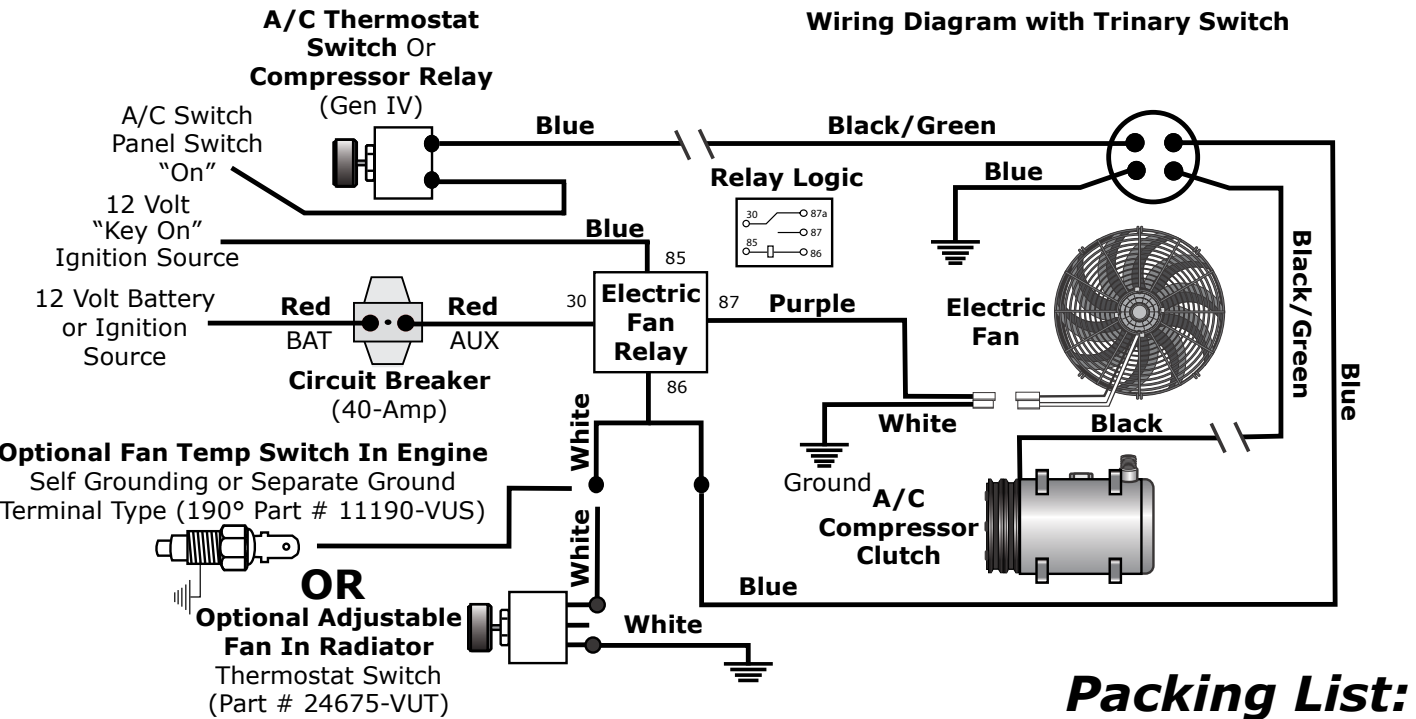 Wiring Diagram with Trinary Switch
A/C Thermostat
Switch Or
Compressor Relay
(Gen IV)
A/C Switch
Panel Switch
“On”
12 Volt
“Key On”
Ignition Source
12 Volt Battery
or Ignition
Source
Blue
Black/Green
Blue
Relay Logic
30
87a
87
85
86
Blue
85
Red
BAT
Red
AUX
30
Electric
Fan
Relay
87
Purple
86
Circuit Breaker
(40-Amp)
Electric
Fan
Black/Green
Blue
White
Ground
Black
A/C
Compressor
Clutch
White
Optional Fan Temp Switch In Engine
Self Grounding or Separate Ground
Terminal Type (190° Part # 11190-VUS)
OR
White
Blue
Optional Adjustable
Fan In Radiator
Thermostat Switch
(Part # 24675-VUT)
White
Packing List: